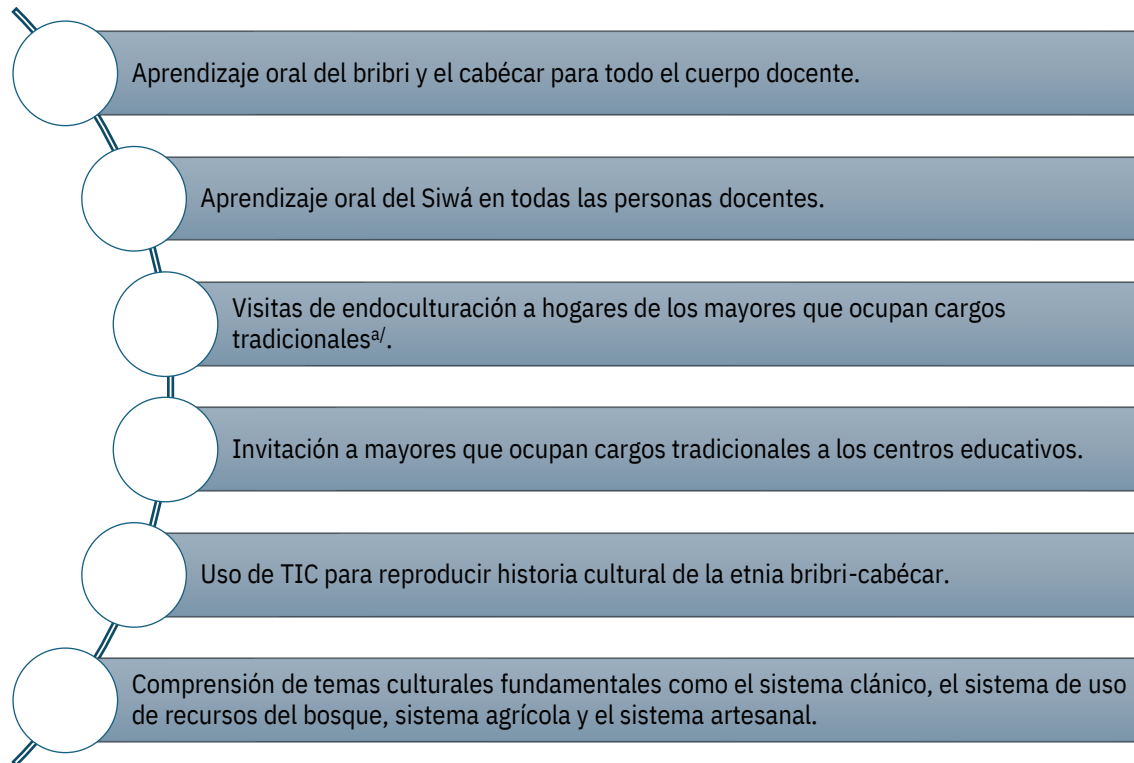 Aprendizaje oral del bribri y el cabécar para todo el cuerpo docente.
Aprendizaje oral del Siwá en todas las personas docentes.
Visitas de endoculturación a hogares de los mayores que ocupan cargos
tradicionalesa/.
Invitación a mayores que ocupan cargos tradicionales a los centros educativos.
Uso de TIC para reproducir historia cultural de la etnia bribri-cabécar.
Comprensión de temas culturales fundamentales como el sistema clánico, el sistema de uso
de recursos del bosque, sistema agrícola y el sistema artesanal.